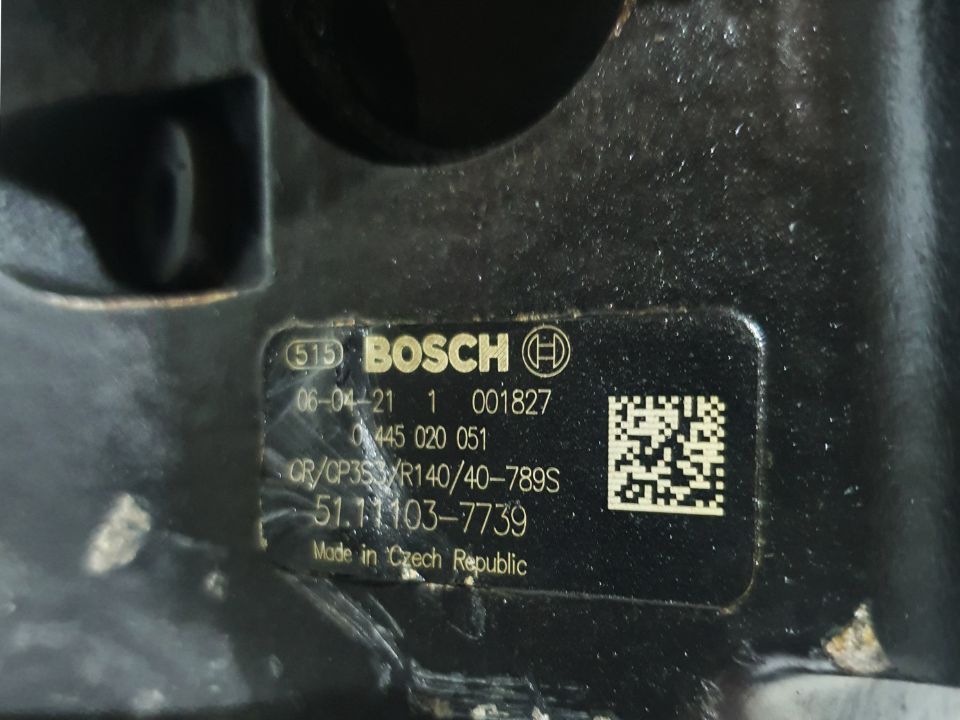 515 BOSCH
06-04-21 1 001827
0 445 020 051
CR/CP3S3/R140/40-789S
51.11103-7739
Made in Czech Republic